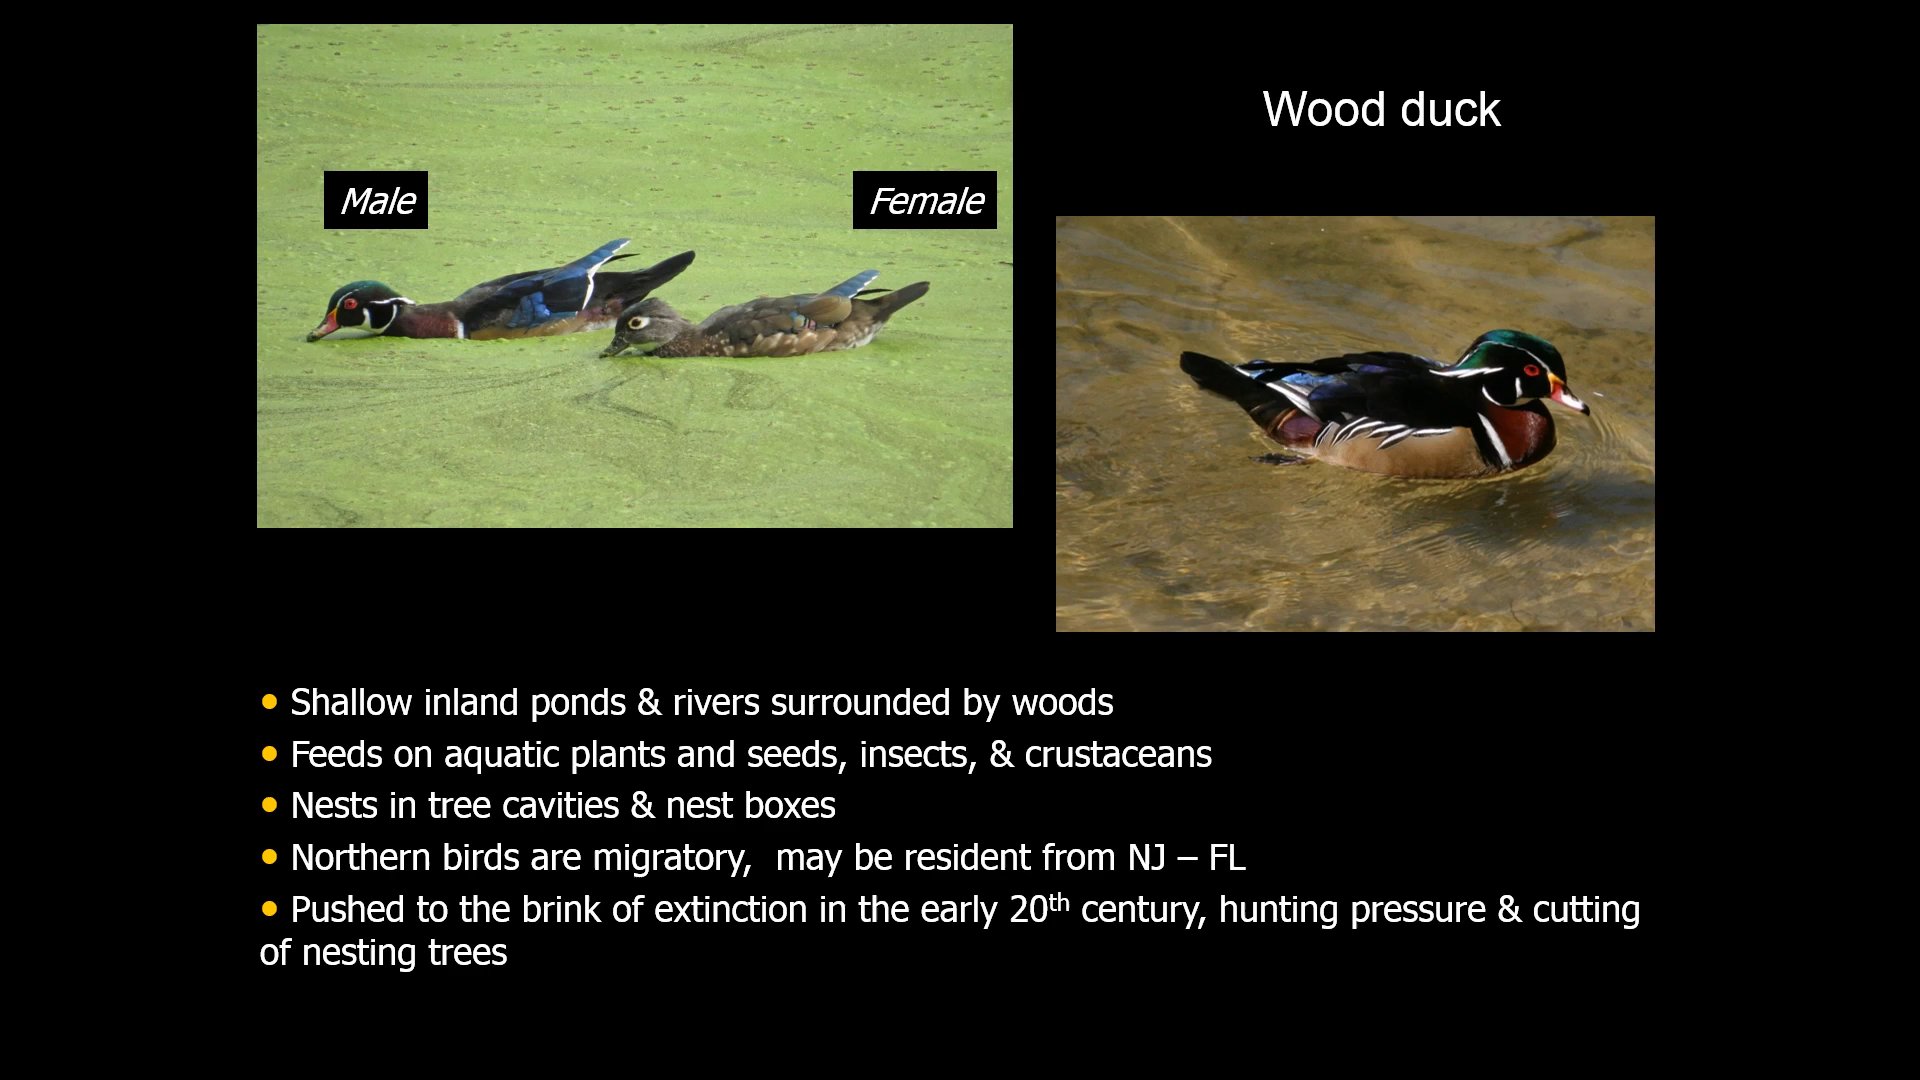 Wood duck
Male
Female
• Shallow inland ponds & rivers surrounded by woods
• Feeds on aquatic plants and seeds, insects, & crustaceans
• Nests in tree cavities & nest boxes
• Northern birds are migratory,  may be resident from NJ – FL
• Pushed to the brink of extinction in the early 20th century, hunting pressure & cutting
of nesting trees